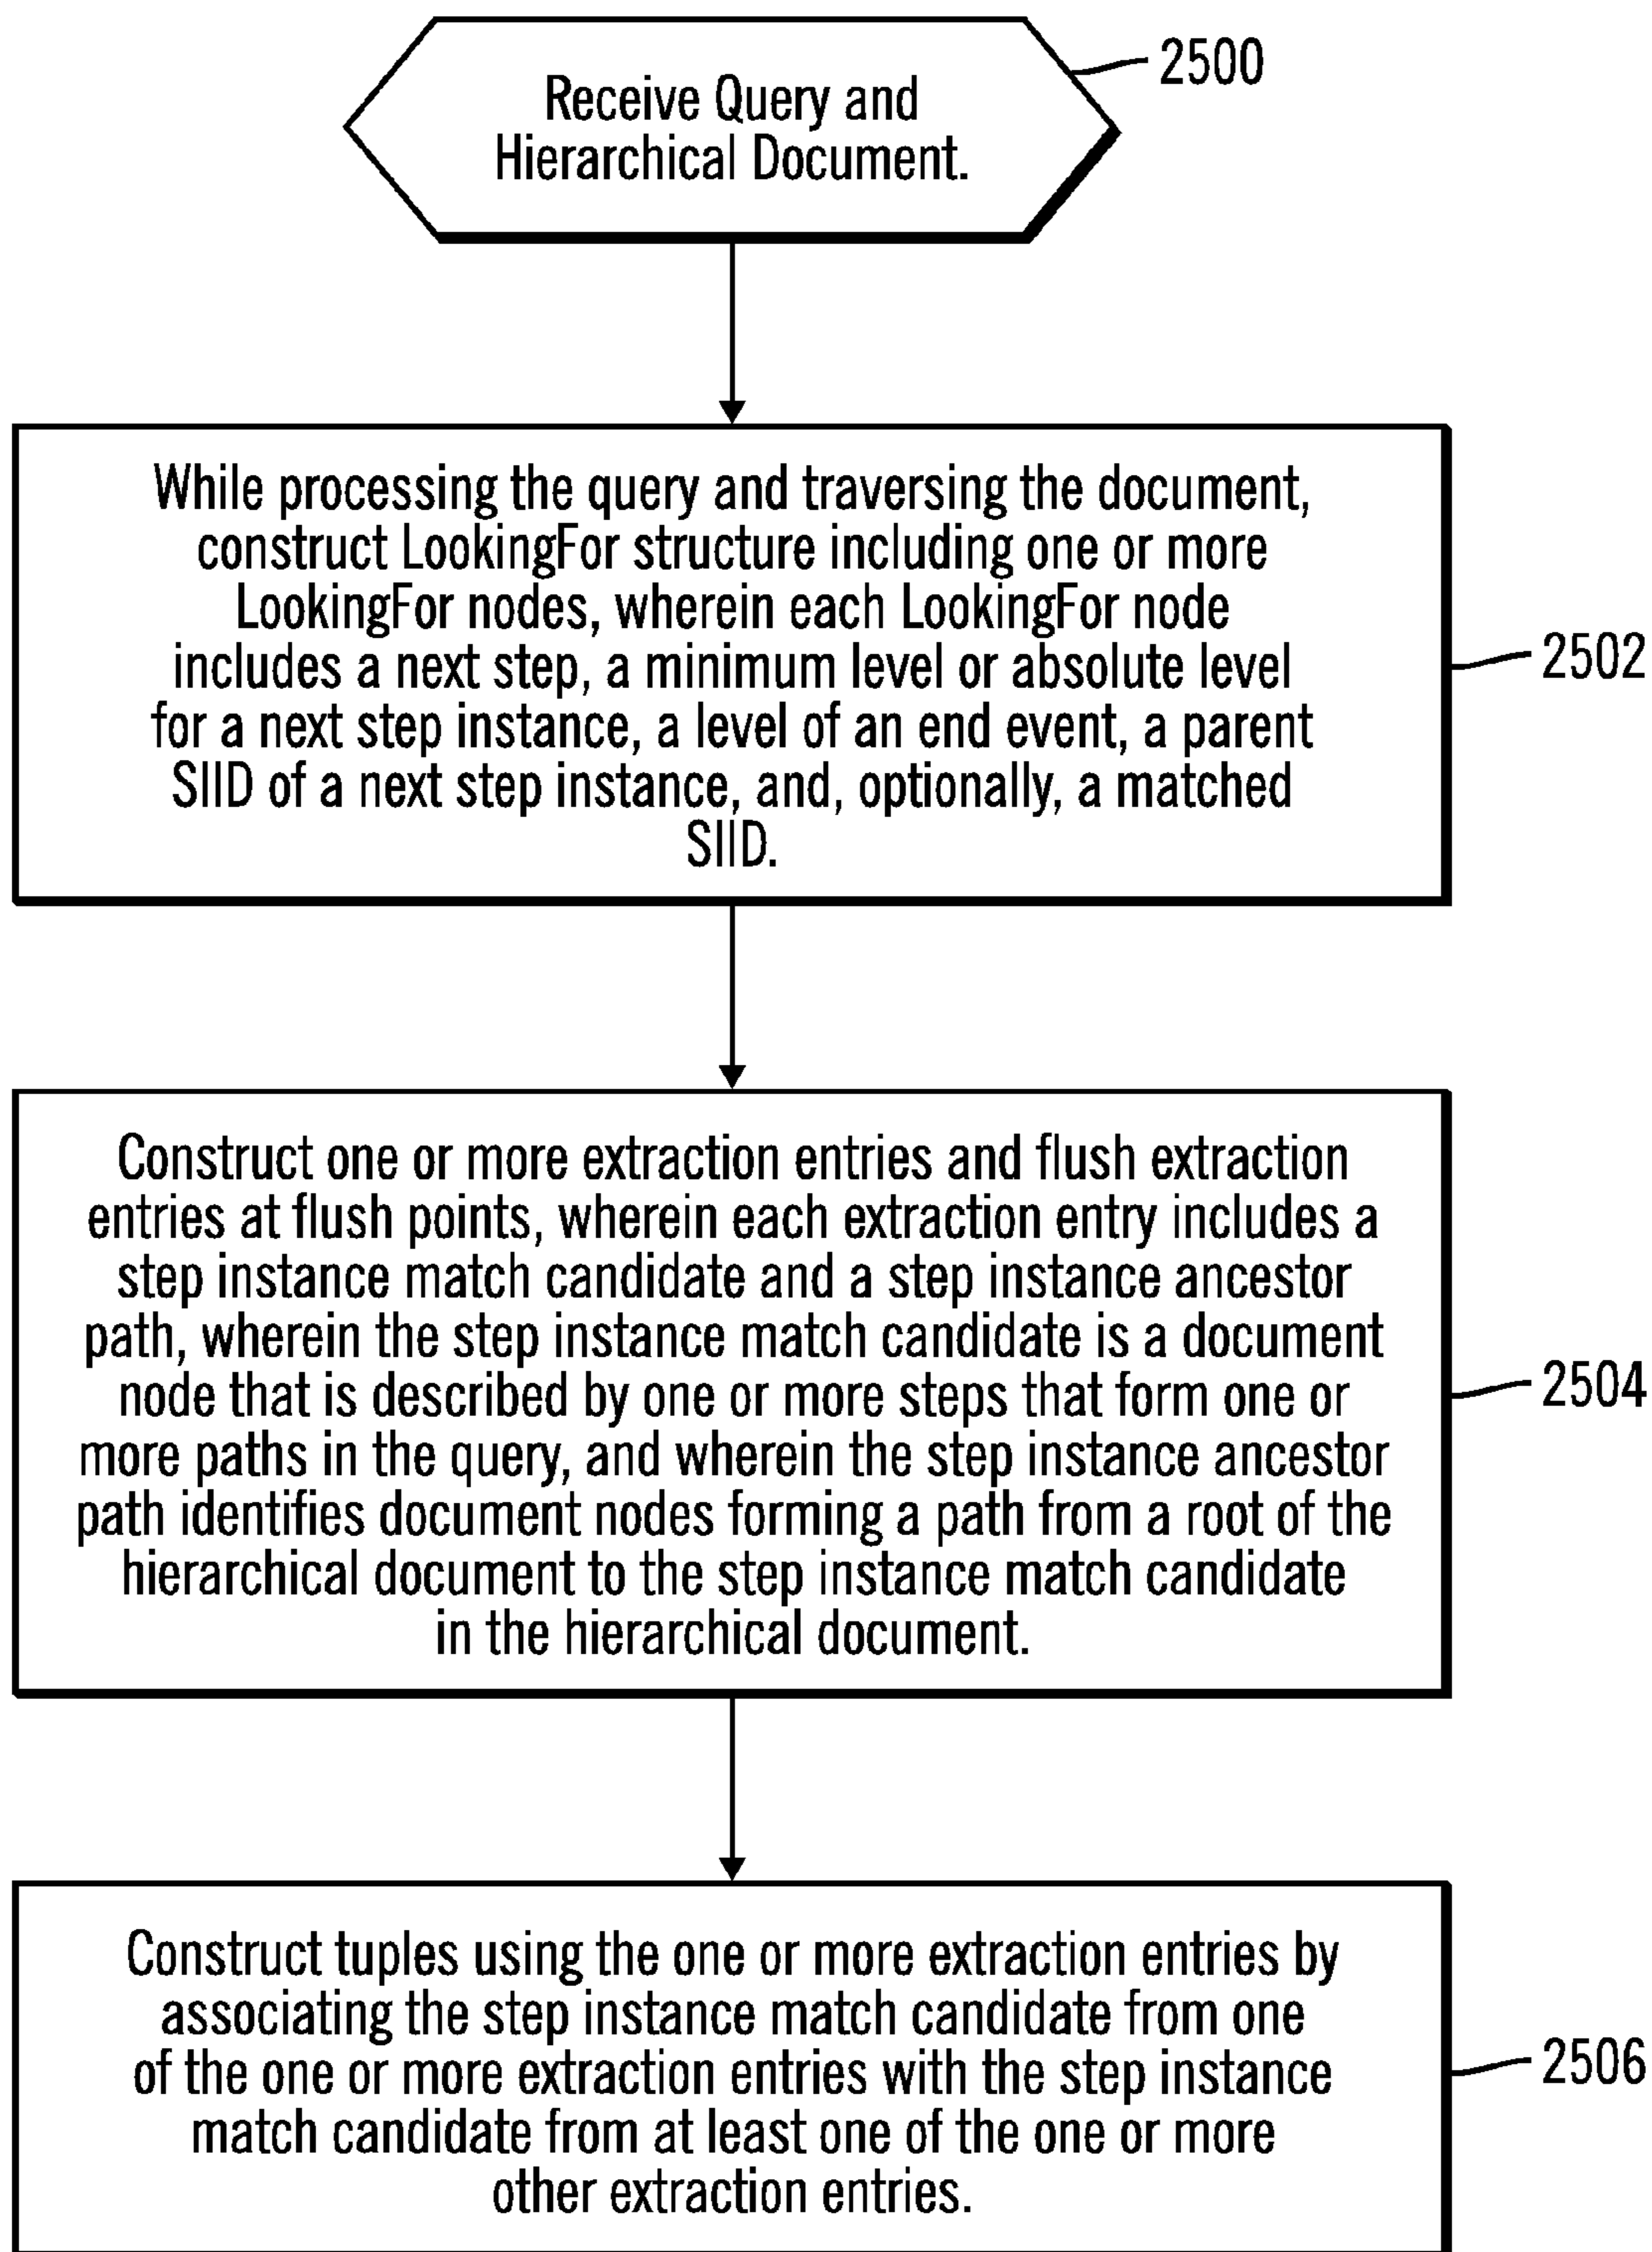 Receive Query and
Hierarchical Document.
2500
While processing the query and traversing the document,
construct LookingFor structure including one or more
LookingFor nodes, wherein each LookingFor node
includes a next step, a minimum level or absolute level
for a next step instance, a level of an end event, a parent
SIID of a next step instance, and, optionally, a matched
SIID.
2502
Construct one or more extraction entries and flush extraction
entries at flush points, wherein each extraction entry includes a
step instance match candidate and a step instance ancestor
path, wherein the step instance match candidate is a document
node that is described by one or more steps that form one or
more paths in the query, and wherein the step instance ancestor
path identifies document nodes forming a path from a root of the
hierarchical document to the step instance match candidate
in the hierarchical document.
2504
Construct tuples using the one or more extraction entries by
associating the step instance match candidate from one
of the one or more extraction entries with the step instance
match candidate from at least one of the one or more
other extraction entries.
2506